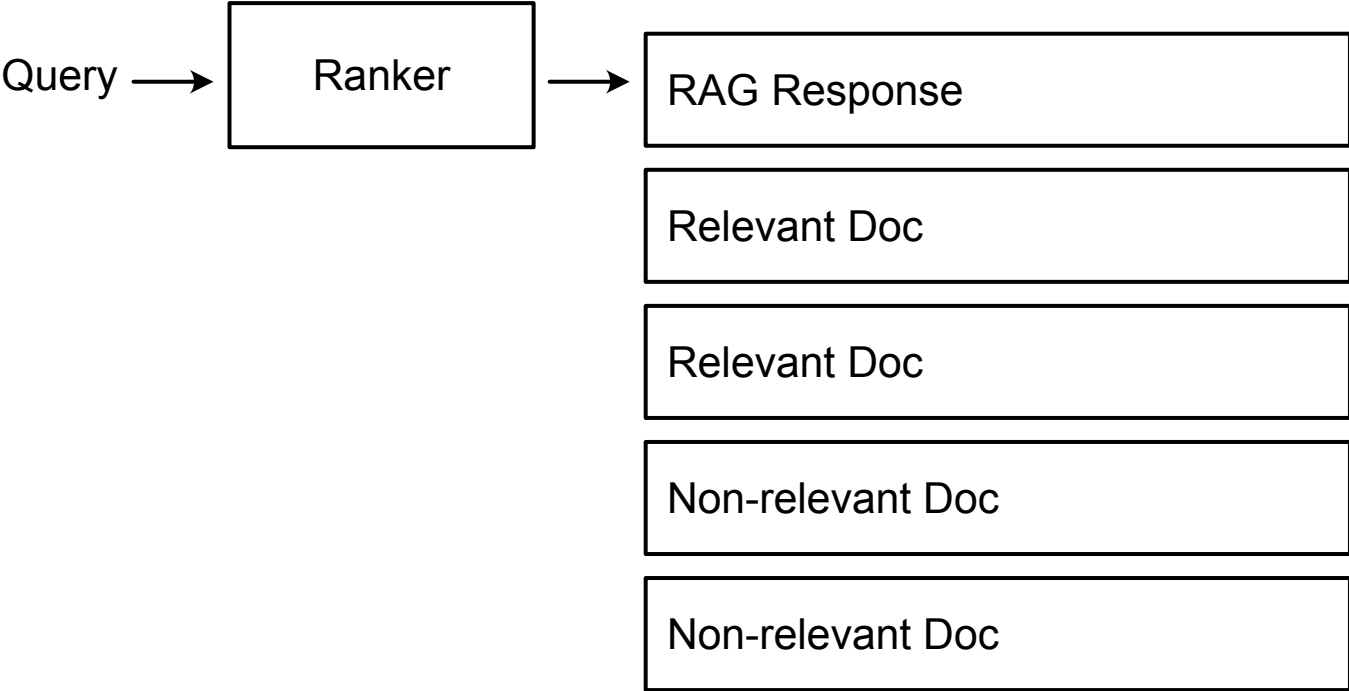 Query
Ranker
RAG Response
Relevant Doc
Relevant Doc
Non-relevant Doc
Non-relevant Doc